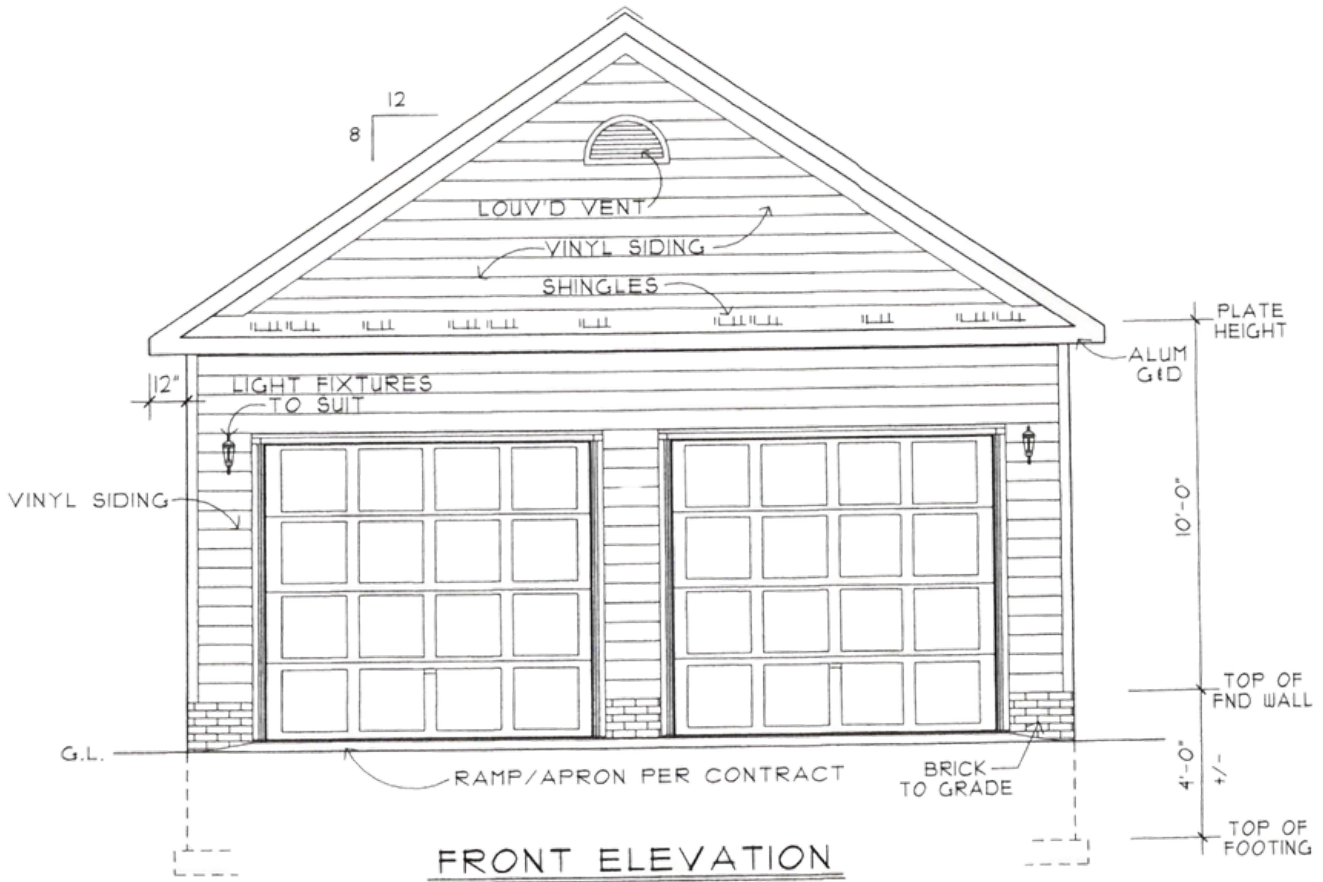 12
8
LOUV'D VENT
VINYL SIDING
SHINGLES
PLATE
HEIGHT
ALUM
G&D
12"
LIGHT FIXTURES
TO SUIT
VINYL SIDING
10'-0"
TOP OF
FND WALL
G.L.
RAMP/APRON PER CONTRACT
BRICK
TO GRADE
4'-0"
+/-
TOP OF
FOOTING
FRONT ELEVATION